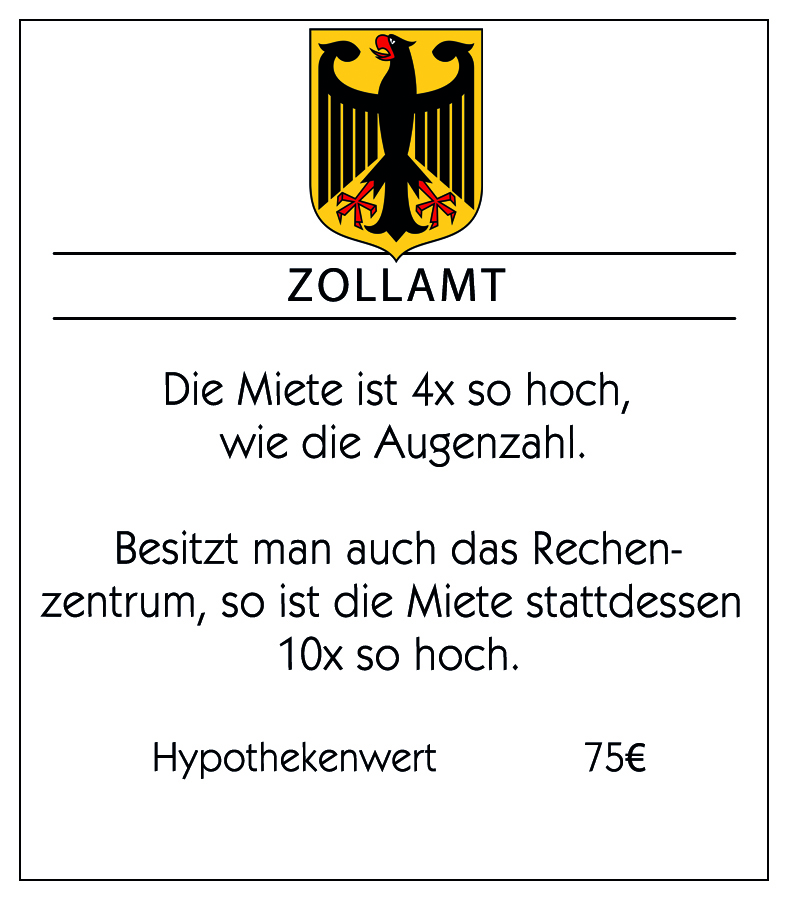 ZOLLAMT
Die Miete ist 4x so hoch,
wie die Augenzahl.
Besitzt man auch das Rechen-
zentrum, so ist die Miete stattdessen
10x so hoch.
Hypothekenwert 75€